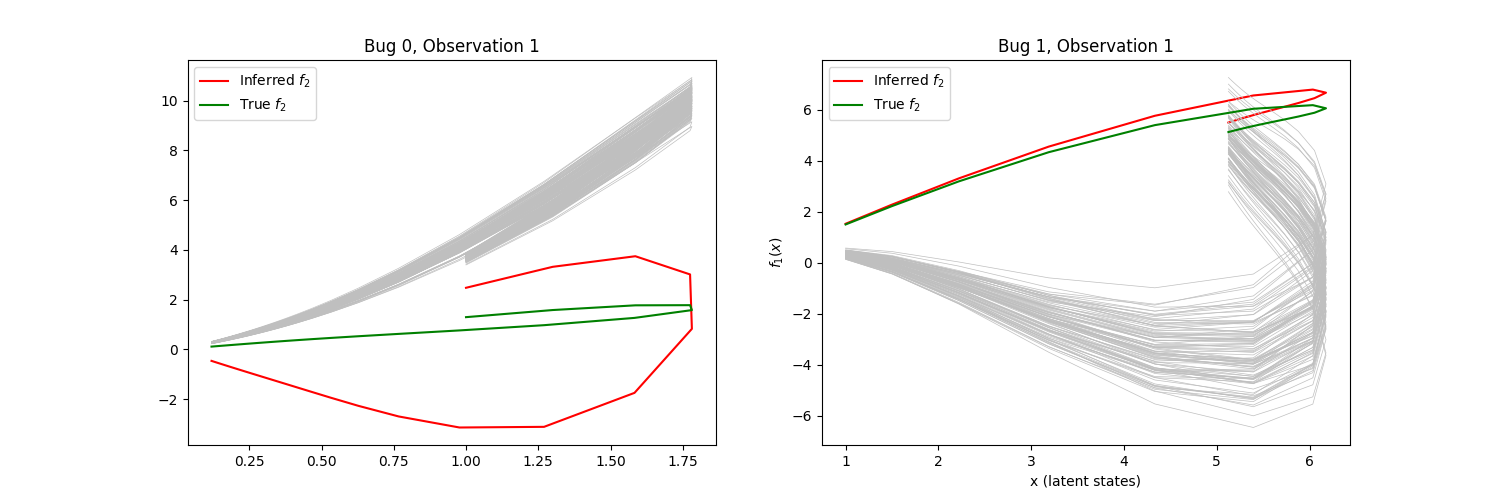 Bug 0, Observation 1
Inferred f₂
True f₂
10
8
6
4
2
0
−2
0.25 0.50 0.75 1.00 1.25 1.50 1.75
Bug 1, Observation 1
Inferred f₂
True f₂
6
4
2
0
−2
−4
−6
f₁(x)
1 2 3 4 5 6
x (latent states)